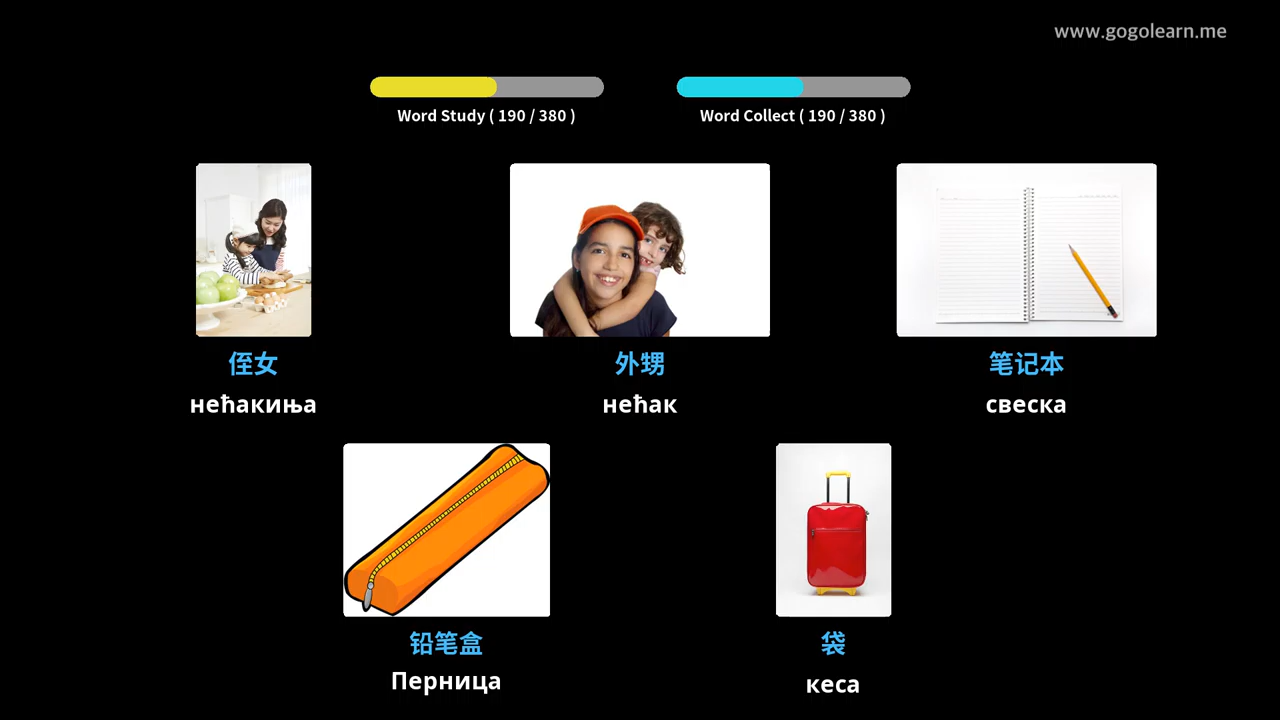 www.gogolearn.me
Word Study ( 190 / 380 )
Word Collect ( 190 / 380 )
侄女
外甥
笔记本
нећакиња
нећак
свеска
铅笔盒
袋
Перница
кеса